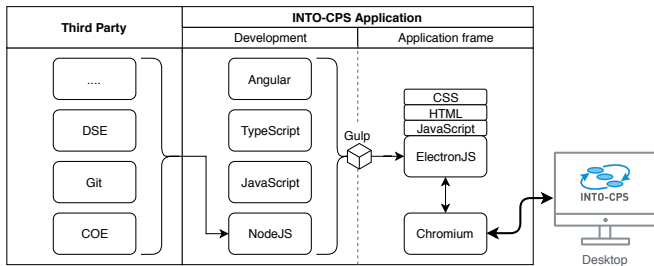 INTO-CPS Application
Third Party
Development
Application frame
....
DSE
Git
COE
Angular
TypeScript
JavaScript
NodeJS
Gulp
CSS
HTML
JavaScript
ElectronJS
Chromium
INTO-CPS
Desktop